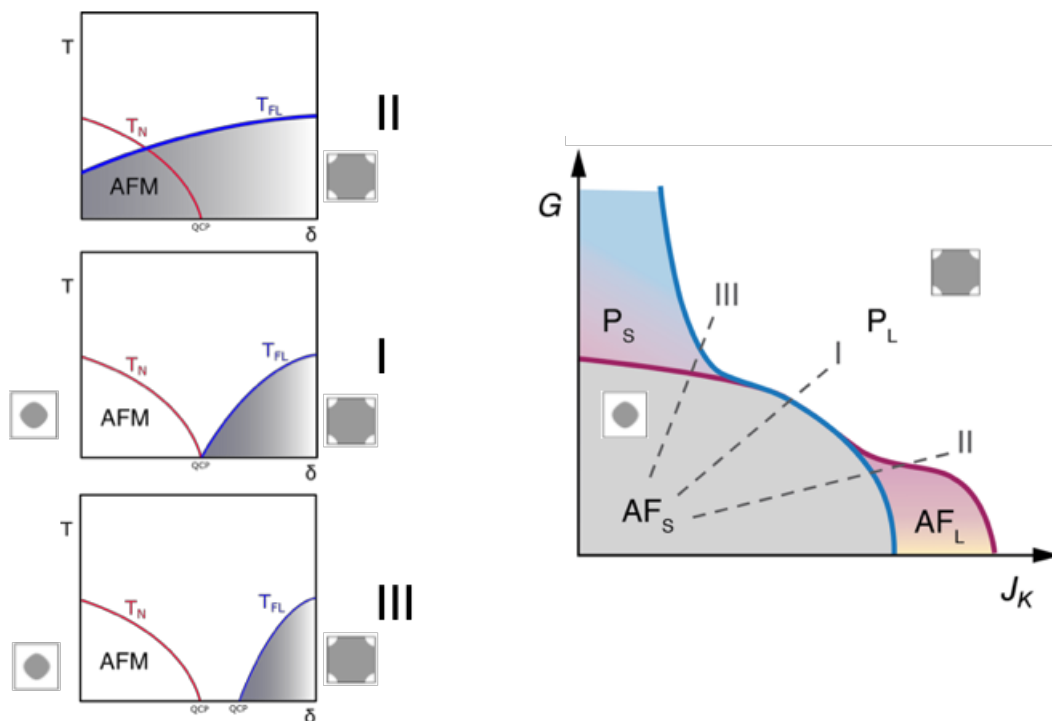 T
T_N
T_FL
AFM
QCP
δ
II
T
T_N
T_FL
AFM
QCP
δ
I
T
T_N
T_FL
AFM
QCP
QCP
δ
III
G
P_S
III
I
P_L
II
AF_S
AF_L
J_K